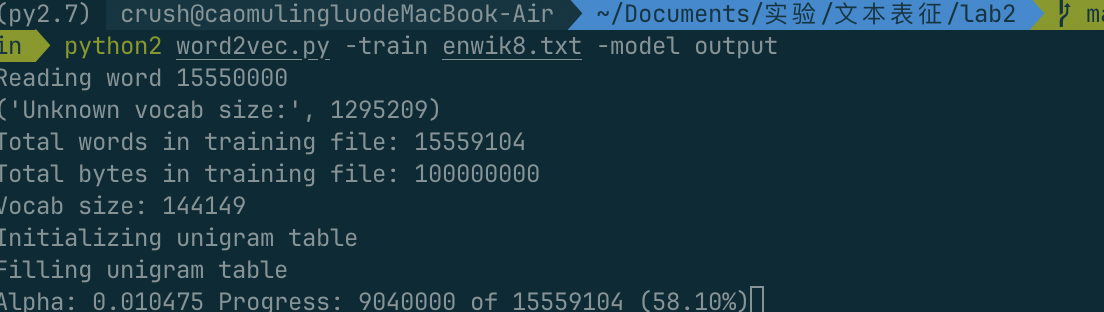 (py2.7) crush@caomulingluodeMacBook-Air ~/Documents/实验/文本表征/lab2 ma
in python2 word2vec.py -train enwik8.txt -model output
Reading word 15550000
('Unknown vocab size:', 1295209)
Total words in training file: 15559104
Total bytes in training file: 100000000
Vocab size: 144149
Initializing unigram table
Filling unigram table
Alpha: 0.010475 Progress: 9040000 of 15559104 (58.10%)